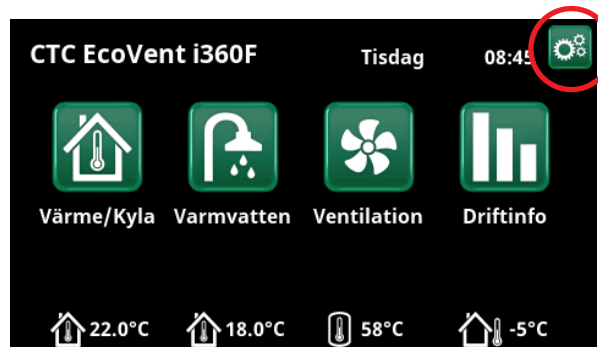 CTC EcoVent i360F Tisdag 08:45
Värme/Kyla Varmvatten Ventilation Driftinfo
22.0°C 18.0°C 58°C -5°C